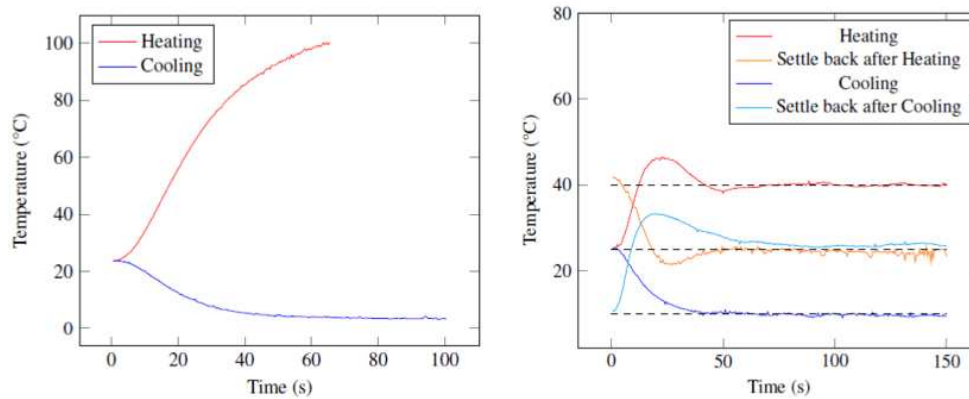 100
80
60
40
20
0
Temperature (°C)
Heating
Cooling
0
20
40
60
80
100
Time (s)
80
60
40
20
Temperature (°C)
Heating
Settle back after Heating
Cooling
Settle back after Cooling
0
50
100
150
Time (s)